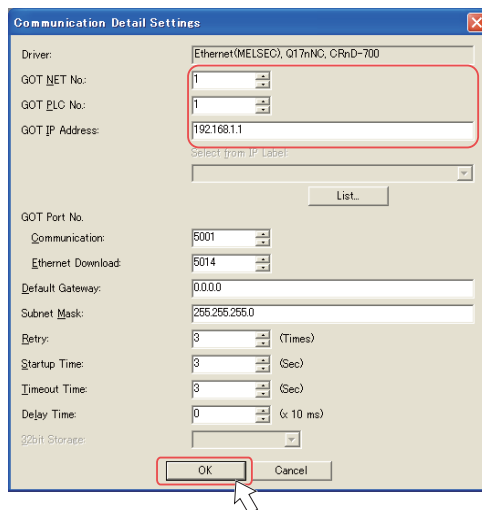 Communication Detail Settings
Driver: Ethernet(MELSEC), Q17nNC, CRnD-700
GOT NET No.: 1
GOT PLC No.: 1
GOT IP Address: 192.168.1.1
Select from IP Label:
List...
GOT Port No.
Communication: 5001
Ethernet Download: 5014
Default Gateway: 0.0.0.0
Subnet Mask: 255.255.255.0
Retry: 3 (Times)
Startup Time: 3 (Sec)
Timeout Time: 3 (Sec)
Delay Time: 0 (x 10 ms)
32bit Storage:
OK Cancel